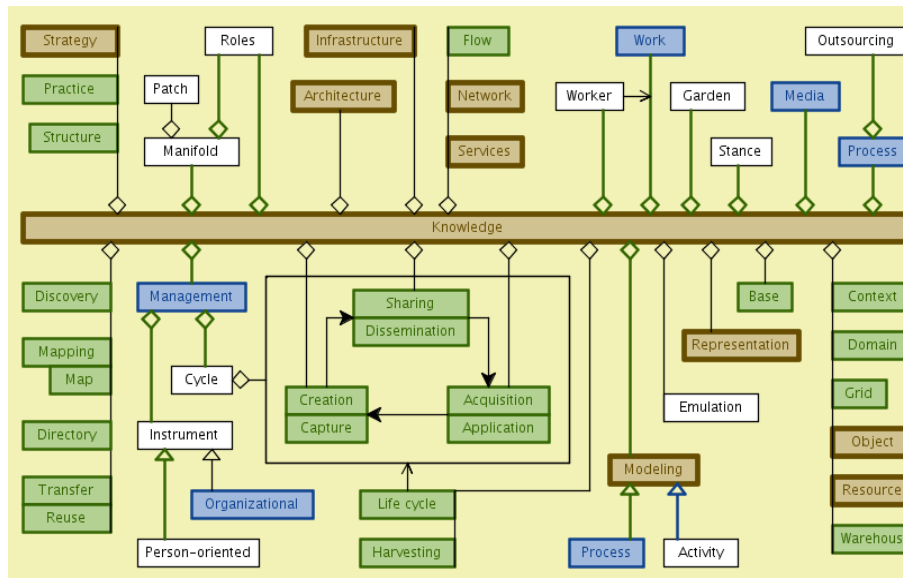 Strategy
Roles
Infrastructure
Flow
Work
Outsourcing
Practice
Patch
Architecture
Network
Worker
Garden
Media
Structure
Manifold
Services
Stance
Process
Knowledge
Discovery
Management
Sharing
Dissemination
Base
Context
Mapping
Map
Representation
Domain
Cycle
Creation
Capture
Acquisition
Application
Emulation
Grid
Directory
Instrument
Object
Modeling
Transfer
Reuse
Organizational
Life cycle
Resource
Person-oriented
Harvesting
Process
Activity
Warehous